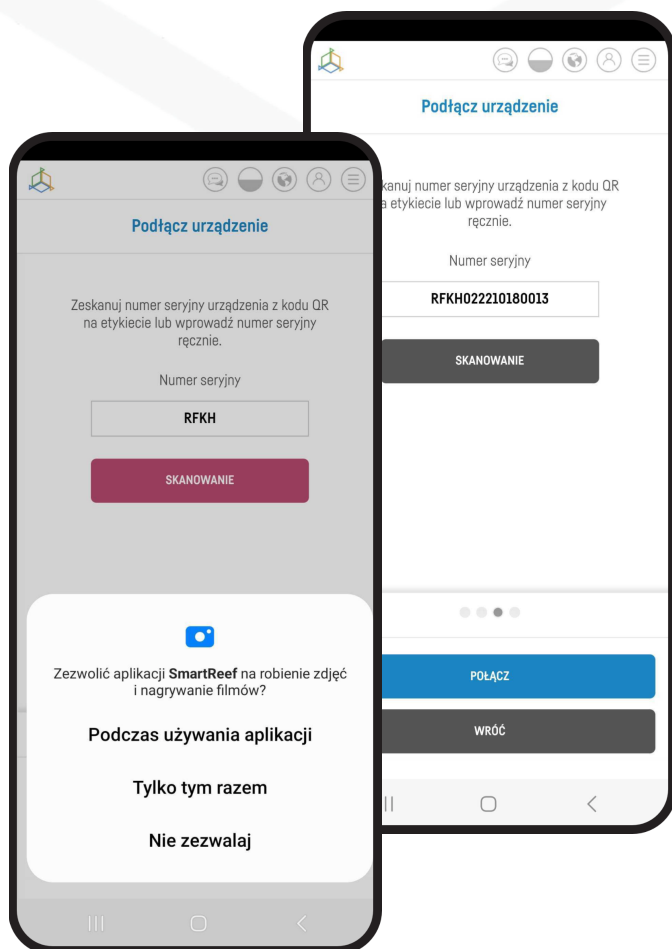 Podłącz urządzenie
Zeskanuj numer seryjny urządzenia z kodu QR
na etykiecie lub wprowadź numer seryjny
ręcznie.
Numer seryjny
RFKH
SKANOWANIE
Zezwolić aplikacji SmartReef na robienie zdjęć
i nagrywanie filmów?
Podczas używania aplikacji
Tylko tym razem
Nie zezwalaj
Podłącz urządzenie
kanuj numer seryjny urządzenia z kodu QR
a etykiecie lub wprowadź numer seryjny
ręcznie.
Numer seryjny
RFKH022210180013
SKANOWANIE
POŁĄCZ
WRÓĆ